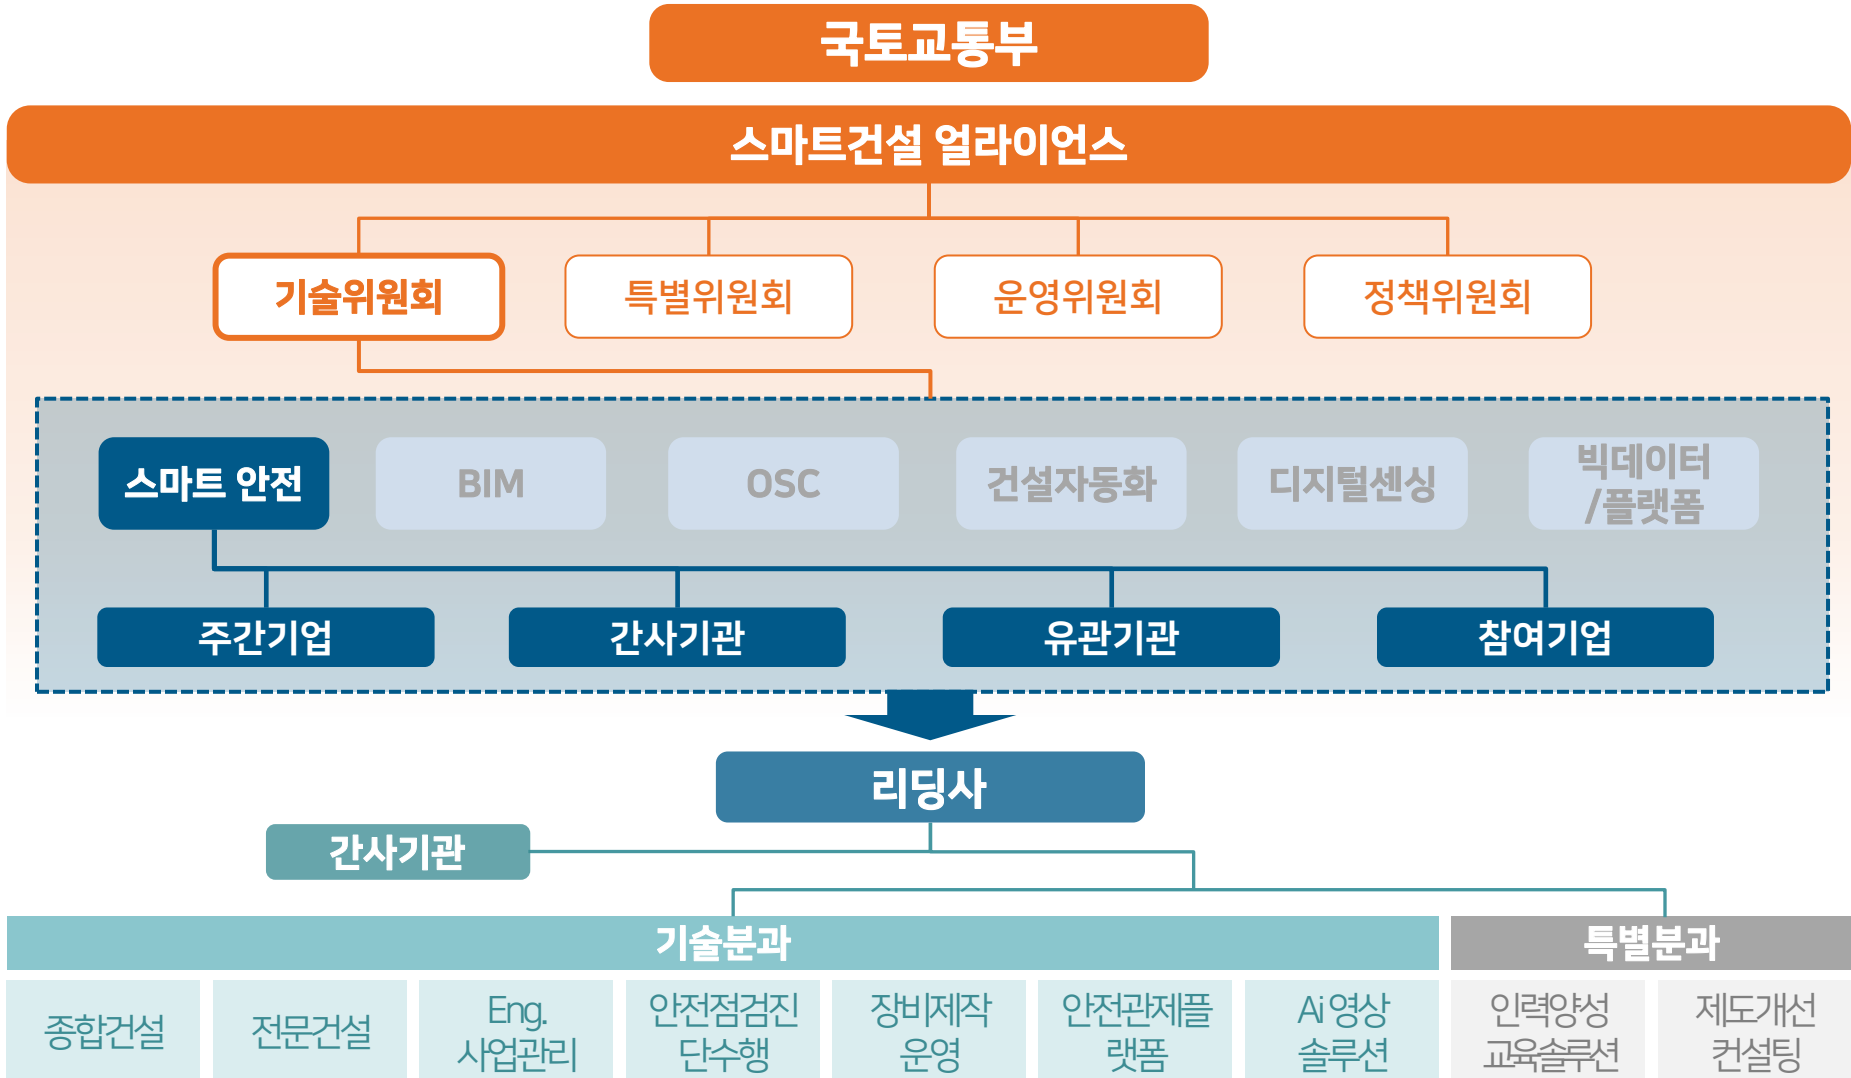 국토교통부
스마트건설 얼라이언스
기술위원회
특별위원회
운영위원회
정책위원회
스마트 안전
BIM
OSC
건설자동화
디지털센싱
빅데이터
/플랫폼
주간기업
간사기관
유관기관
참여기업
리딩사
간사기관
기술분과
특별분과
종합건설
전문건설
Eng.
사업관리
안전점검진
단수행
장비제작
운영
안전관제플
랫폼
Ai 영상
솔루션
인력양성
교육솔루션
제도개선
컨설팅